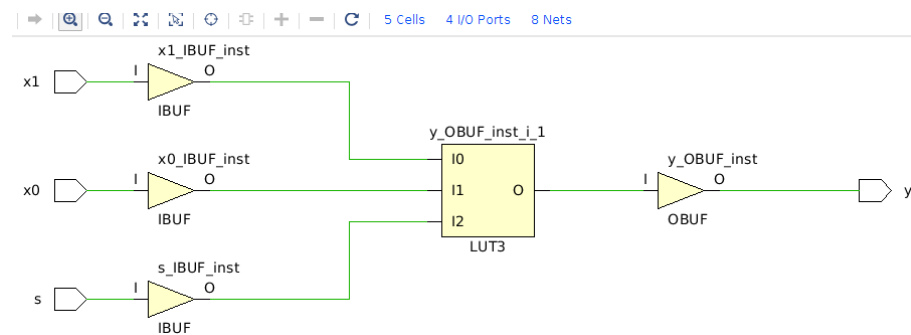 5 Cells 4 I/O Ports 8 Nets
x1_IBUF_inst
x1 I O
IBUF
y_OBUF_inst_i_1
x0_IBUF_inst
I0
y_OBUF_inst
x0 I O
I1 O
I O
y
IBUF
I2
OBUF
LUT3
s_IBUF_inst
s I O
IBUF